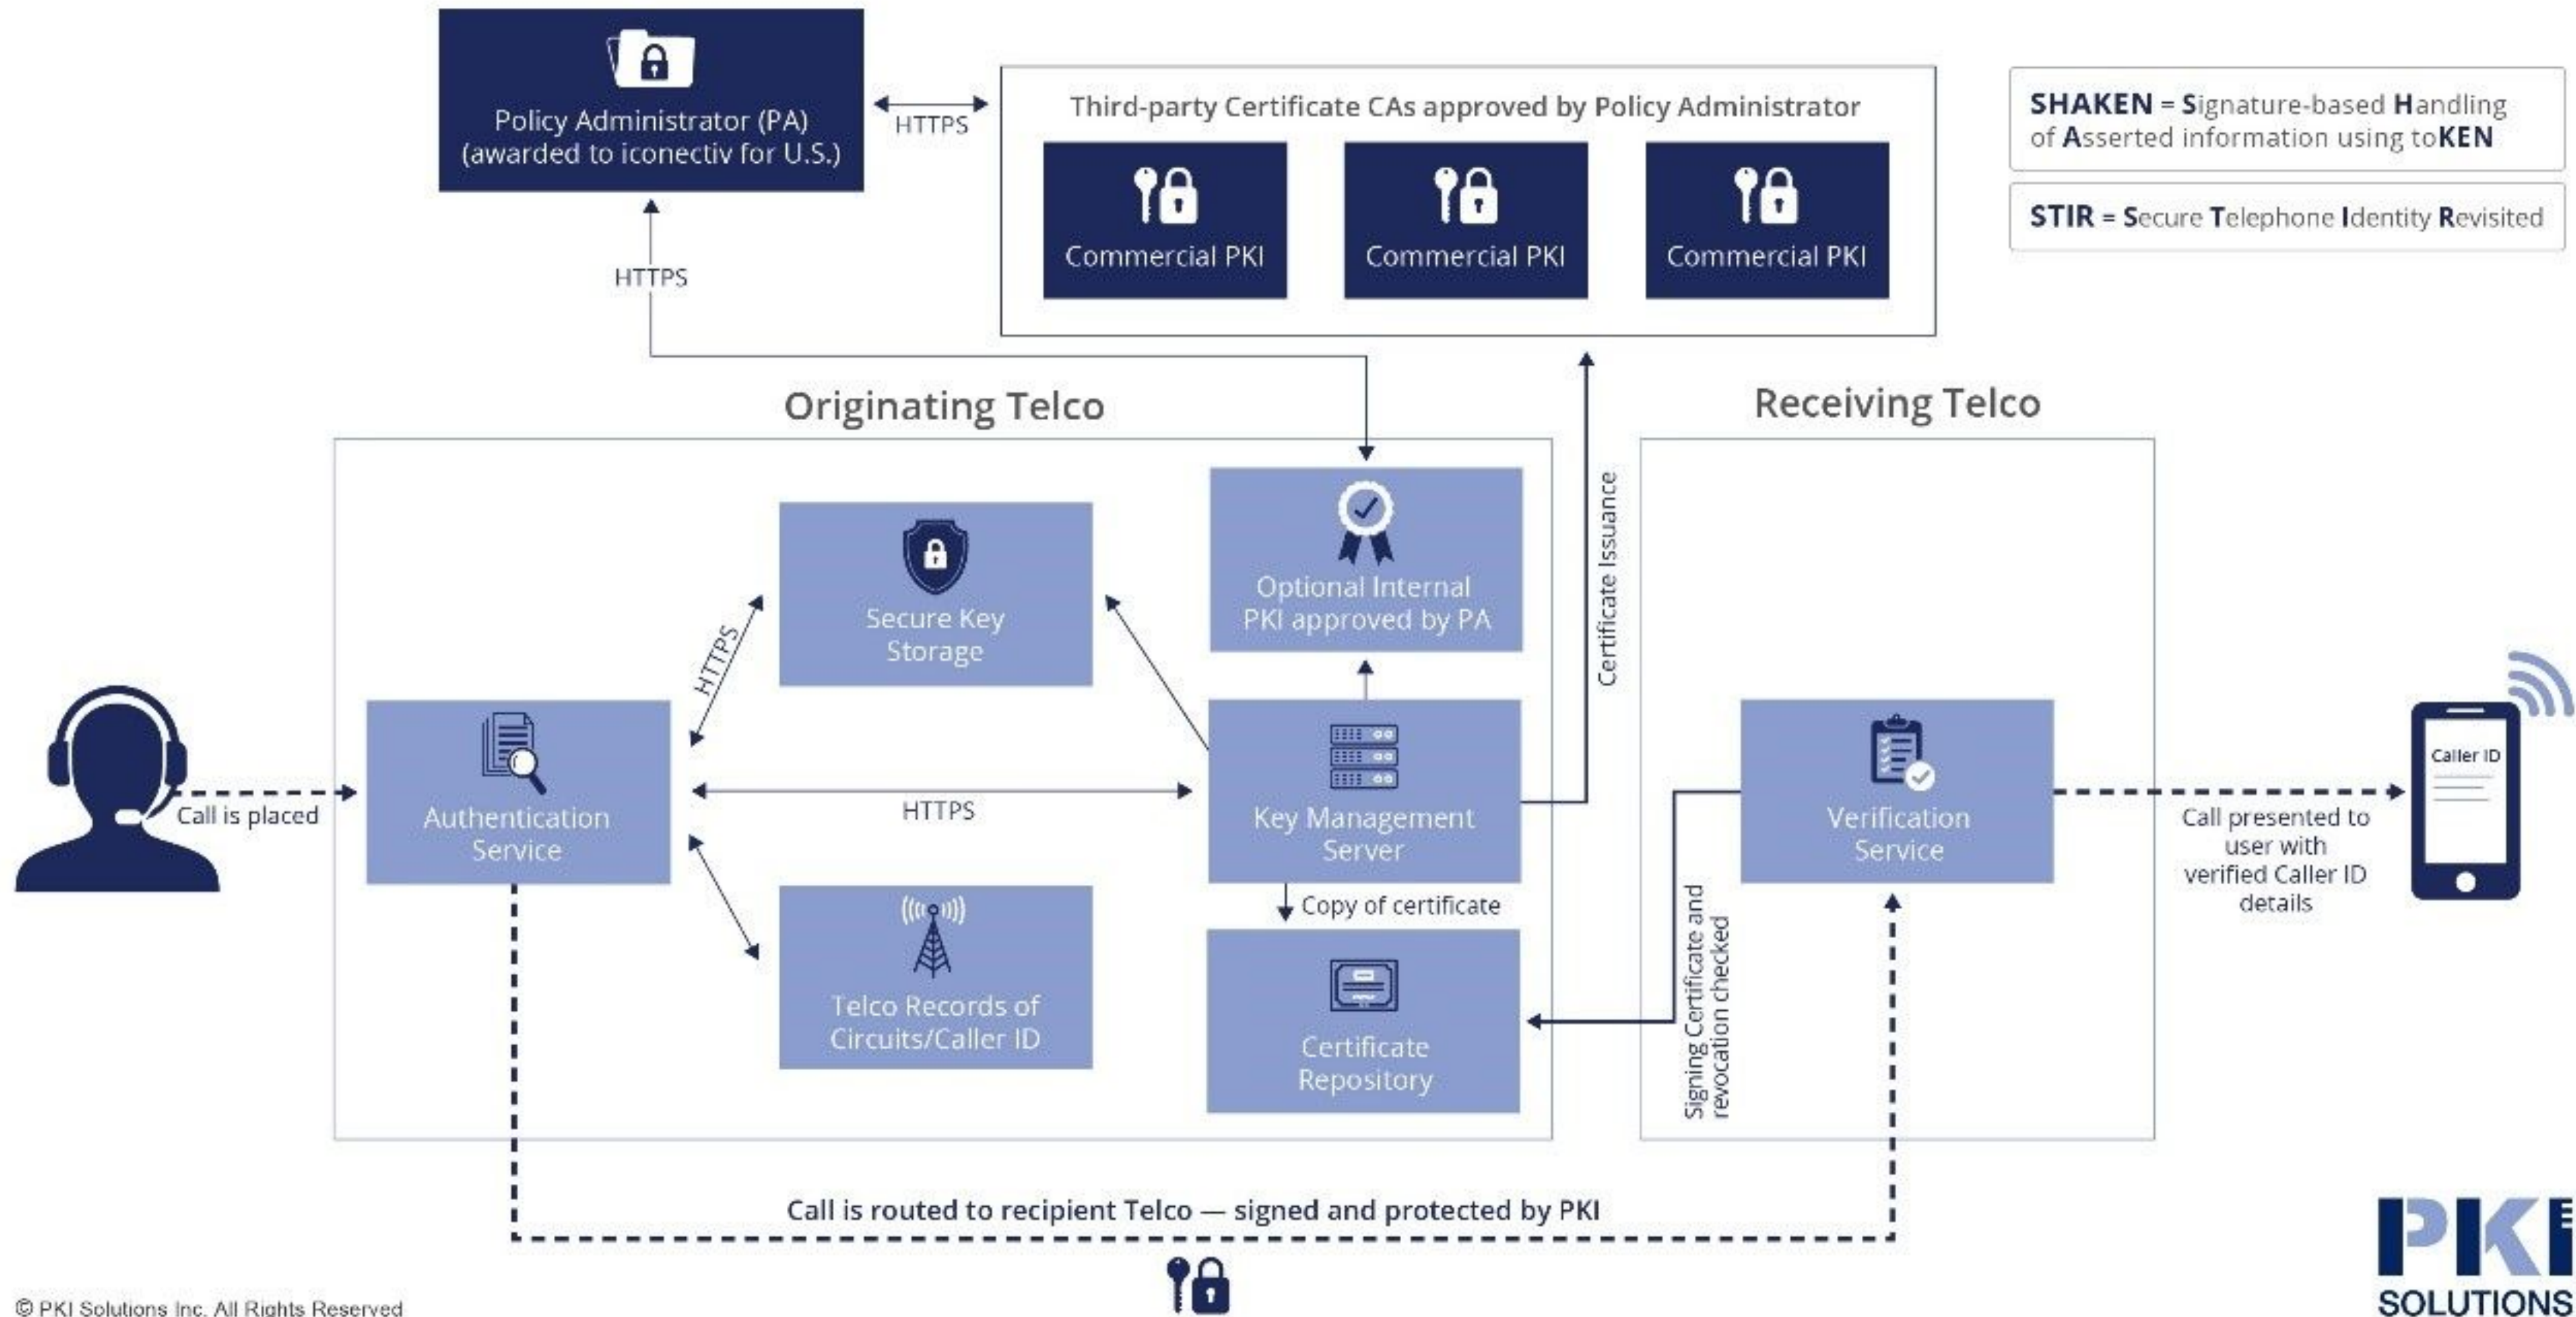 Policy Administrator (PA)
(awarded to iconectiv for U.S.)
HTTPS
Third-party Certificate CAs approved by Policy Administrator
Commercial PKI
Commercial PKI
Commercial PKI
SHAKEN = Signature-based Handling
of Asserted information using toKEN
STIR = Secure Telephone Identity Revisited
HTTPS
Originating Telco
Receiving Telco
Secure Key
Storage
Optional Internal
PKI approved by PA
Certificate Issuance
HTTPS
Call is placed
Authentication
Service
HTTPS
Key Management
Server
Verification
Service
Caller ID
Call presented to
user with
verified Caller ID
details
Copy of certificate
Telco Records of
Circuits/Caller ID
Certificate
Repository
Signing Certificate and
revocation checked
Call is routed to recipient Telco — signed and protected by PKI
PKI
SOLUTIONS
© PKI Solutions Inc. All Rights Reserved